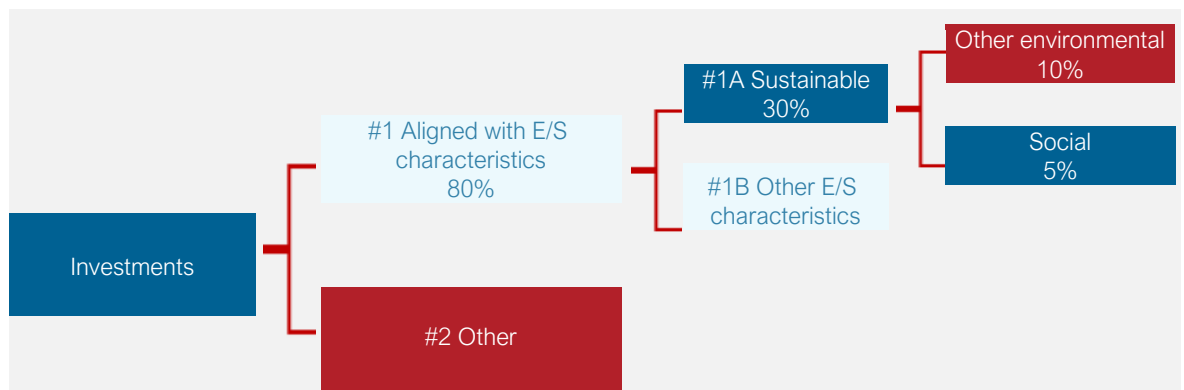 Investments
#1 Aligned with E/S
characteristics
80%
#2 Other
#1A Sustainable
30%
#1B Other E/S
characteristics
Other environmental
10%
Social
5%